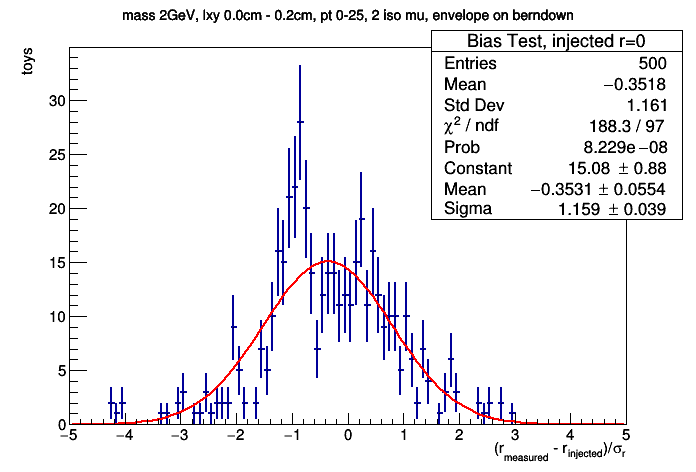 mass 2GeV, lxy 0.0cm - 0.2cm, pt 0-25, 2 iso mu, envelope on berndown
Bias Test, injected r=0
Entries 500
Mean −0.3518
Std Dev 1.161
χ² / ndf 188.3 / 97
Prob 8.229e−08
Constant 15.08 ± 0.88
Mean −0.3531 ± 0.0554
Sigma 1.159 ± 0.039
toys
30
25
20
15
10
5
0
−5 −4 −3 −2 −1 0 1 2 3 4 5
(r_measured - r_injected)/σ_r